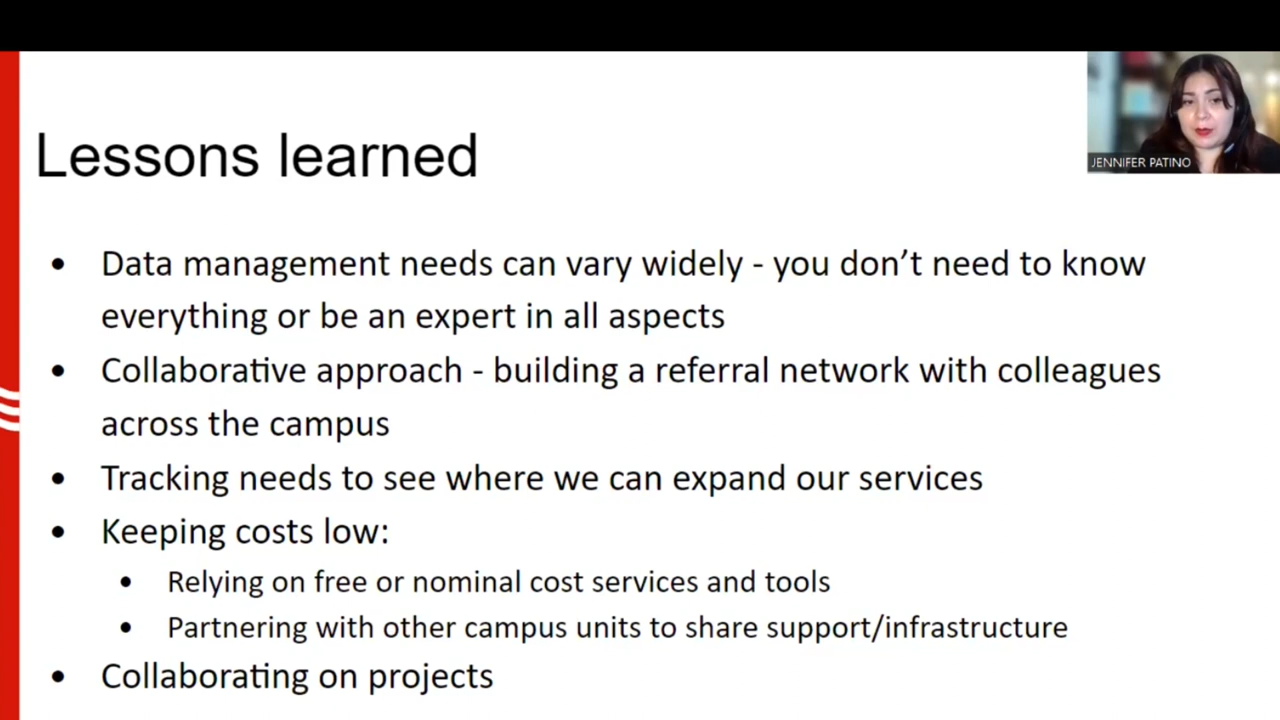 Lessons learned
JENNIFER PATINO
• Data management needs can vary widely - you don’t need to know
everything or be an expert in all aspects
• Collaborative approach - building a referral network with colleagues
across the campus
• Tracking needs to see where we can expand our services
• Keeping costs low:
• Relying on free or nominal cost services and tools
• Partnering with other campus units to share support/infrastructure
• Collaborating on projects